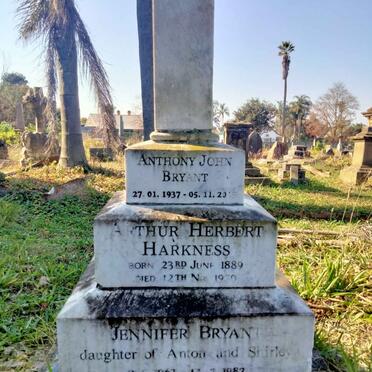 ANTHONY JOHN
BRYANT
27.01.1937 - 05.11.
ARTHUR HERBERT
HARKNESS
BORN 23RD JUNE 1889
DIED 12TH
JENNIFER BRYANT
daughter of Anton and Shirley